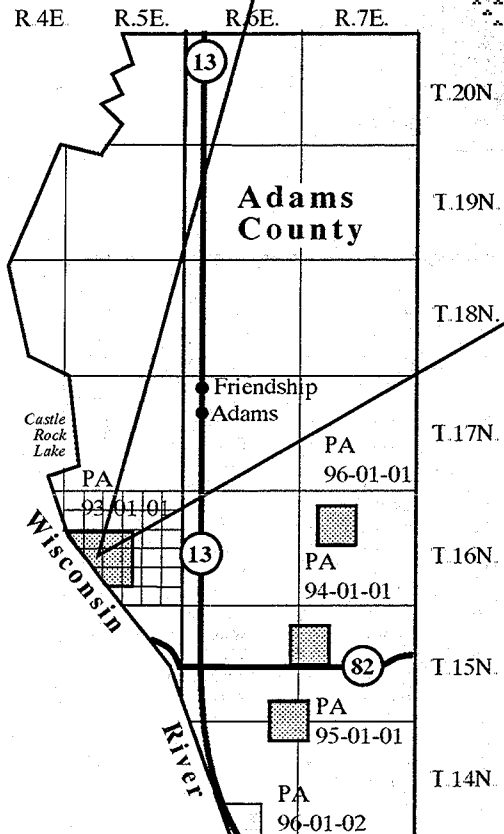 R.4E. R.5E. R.6E. R.7E.
13
T.20N.
Adams
County
T.19N.
T.18N.
Friendship
Adams
Castle
Rock
Lake
T.17N.
PA
96-01-01
PA
93-01-01
Wisconsin
13
T.16N.
PA
94-01-01
82
T.15N.
River
PA
95-01-01
T.14N.
PA
96-01-02